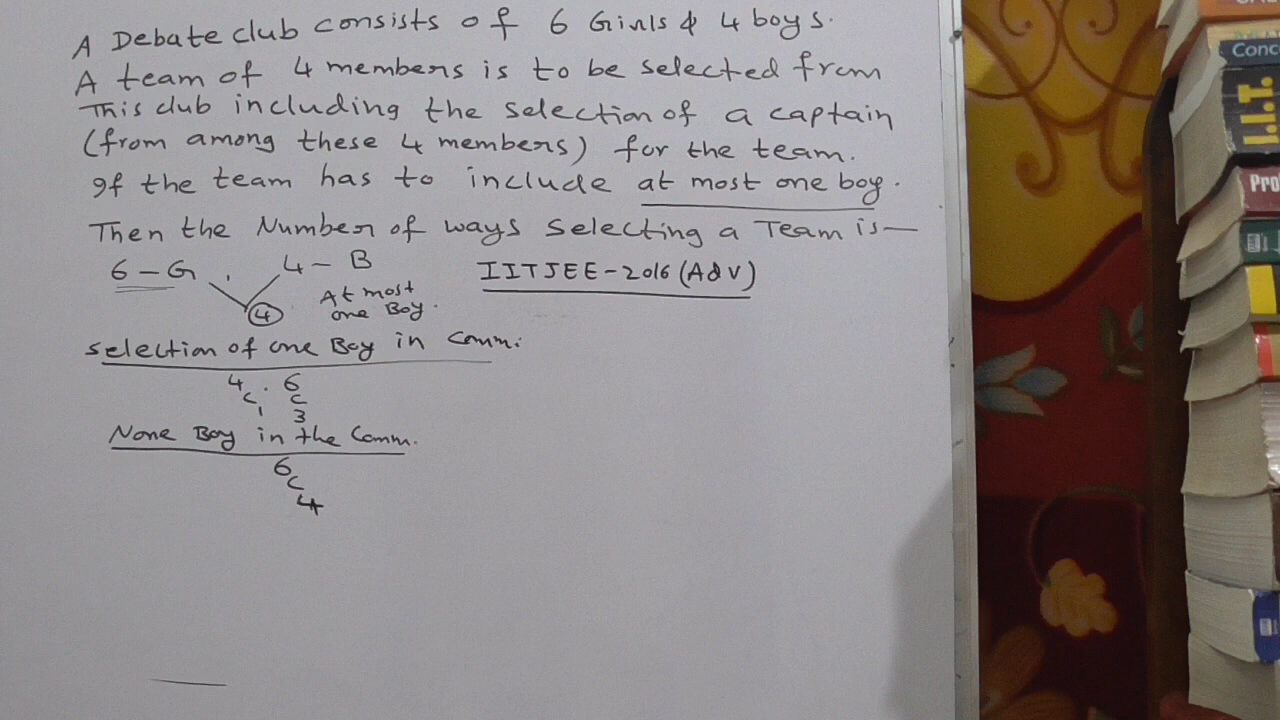 A Debate club consists of 6 Girls & 4 boys.
A team of 4 members is to be selected from
This club including the selection of a captain
(from among these 4 members) for the team.
If the team has to include at most one boy.
Then the Number of ways selecting a Team is—
6 – G , 4 – B IITJEE-2016 (Adv)
4 At most
one Boy.
Selection of one Boy in Comm:
4C1 . 6C3
None Boy in the Comm.
6C4
Conc
I.I.T.
Pro